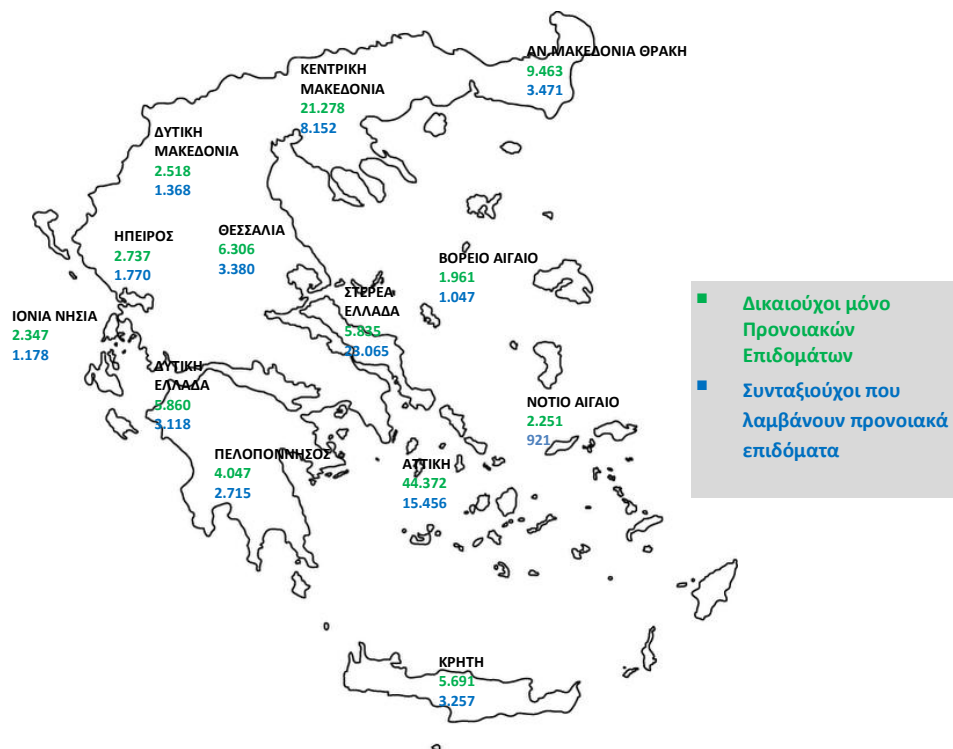 ΑΝ.ΜΑΚΕΔΟΝΙΑ ΘΡΑΚΗ
9.463
3.471
ΚΕΝΤΡΙΚΗ
ΜΑΚΕΔΟΝΙΑ
21.278
8.152
ΔΥΤΙΚΗ
ΜΑΚΕΔΟΝΙΑ
2.518
1.368
ΗΠΕΙΡΟΣ
2.737
1.770
ΘΕΣΣΑΛΙΑ
6.306
3.380
ΒΟΡΕΙΟ ΑΙΓΑΙΟ
1.961
1.047
ΣΤΕΡΕΑ
ΕΛΛΑΔΑ
5.835
23.065
ΙΟΝΙΑ ΝΗΣΙΑ
2.347
1.178
ΔΥΤΙΚΗ
ΕΛΛΑΔΑ
5.860
3.118
ΝΟΤΙΟ ΑΙΓΑΙΟ
2.251
921
ΠΕΛΟΠΟΝΝΗΣΟΣ
4.047
2.715
ΑΤΤΙΚΗ
44.372
15.456
ΚΡΗΤΗ
5.691
3.257
Δικαιούχοι μόνο
Προνοιακών
Επιδομάτων
Συνταξιούχοι που
λαμβάνουν προνοιακά
επιδόματα